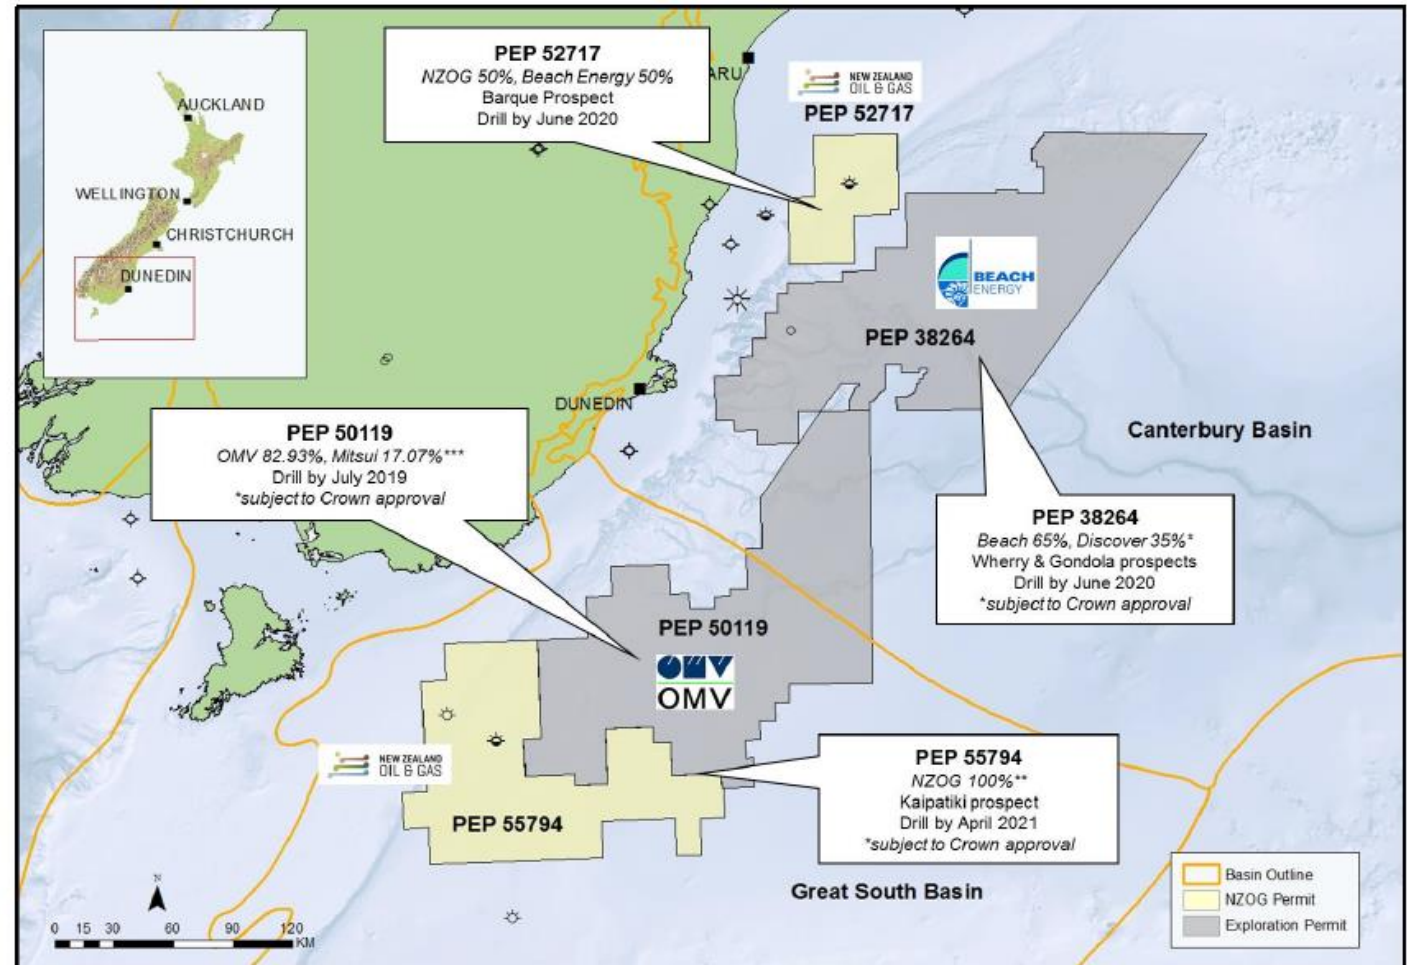 AUCKLAND
WELLINGTON
CHRISTCHURCH
DUNEDIN
PEP 52717
NZOG 50%, Beach Energy 50%
Barque Prospect
Drill by June 2020
ARU
NEW ZEALAND
OIL & GAS
PEP 52717
BEACH
ENERGY
PEP 38264
DUNEDIN
Canterbury Basin
PEP 50119
OMV 82.93%, Mitsui 17.07%***
Drill by July 2019
*subject to Crown approval
PEP 38264
Beach 65%, Discover 35%*
Wherry & Gondola prospects
Drill by June 2020
*subject to Crown approval
PEP 50119
OMV
OMV
NEW ZEALAND
OIL & GAS
PEP 55794
PEP 55794
NZOG 100%**
Kaipatiki prospect
Drill by April 2021
*subject to Crown approval
Great South Basin
Basin Outline
NZOG Permit
Exploration Permit
N
0 15 30 60 90 120
KM